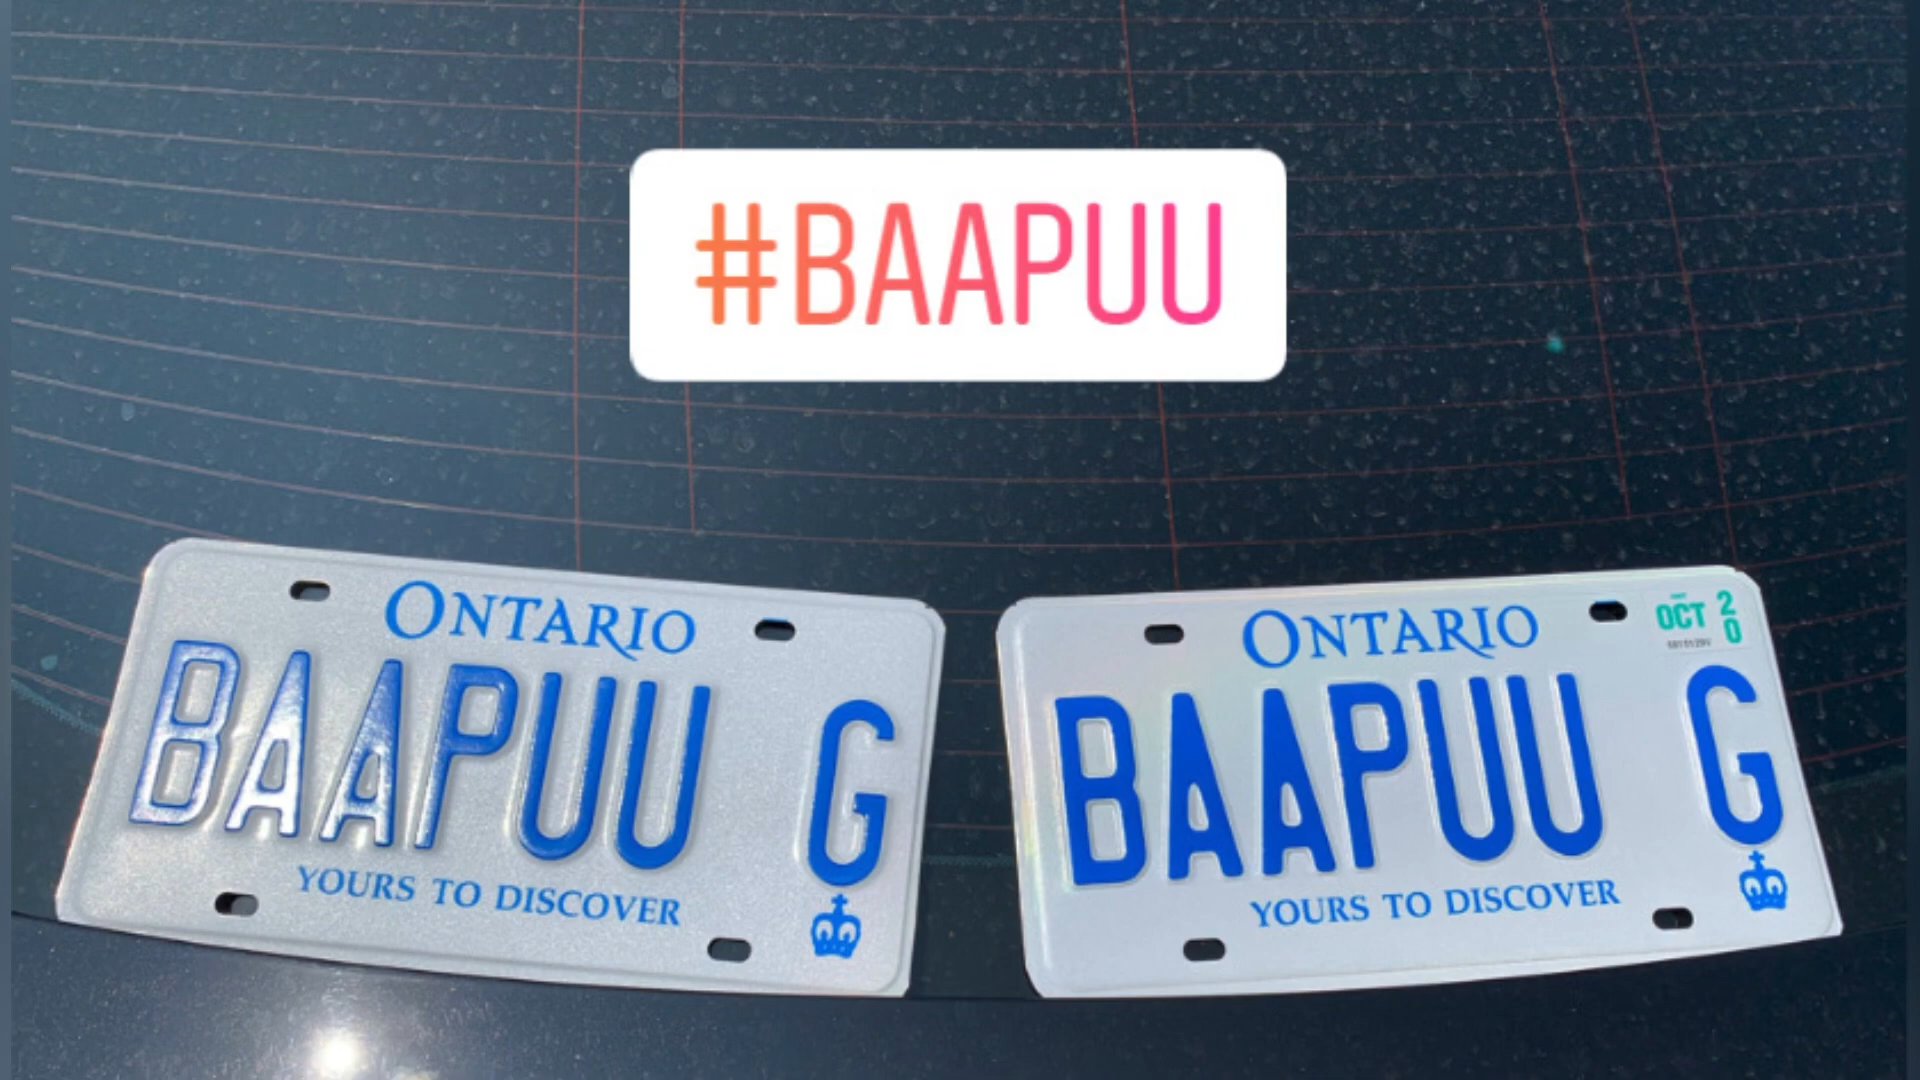 #BAAPUU
ONTARIO
BAAPUU G
YOURS TO DISCOVER
ONTARIO
OCT 20
BAAPUU G
YOURS TO DISCOVER